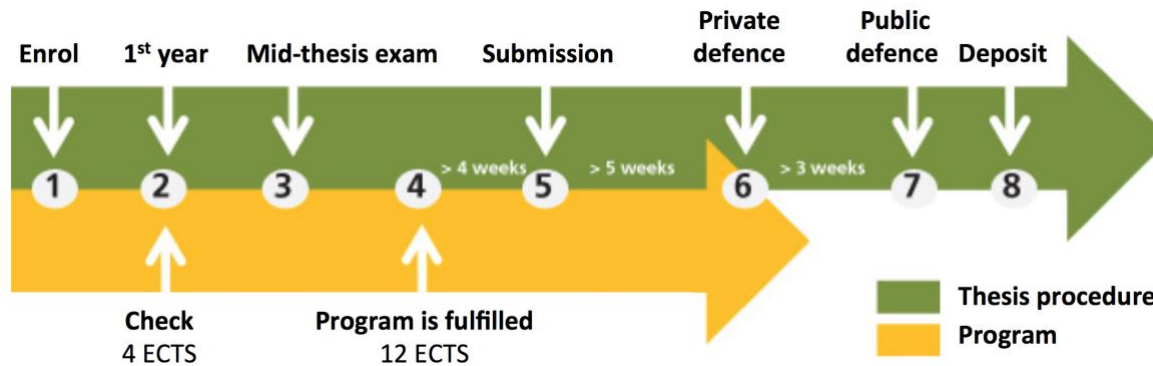 Enrol
1st year
Mid-thesis exam
Submission
Private
defence
Public
defence
Deposit
> 4 weeks
> 5 weeks
> 3 weeks
1
2
3
4
5
6
7
8
Check
4 ECTS
Program is fulfilled
12 ECTS
Thesis procedure
Program